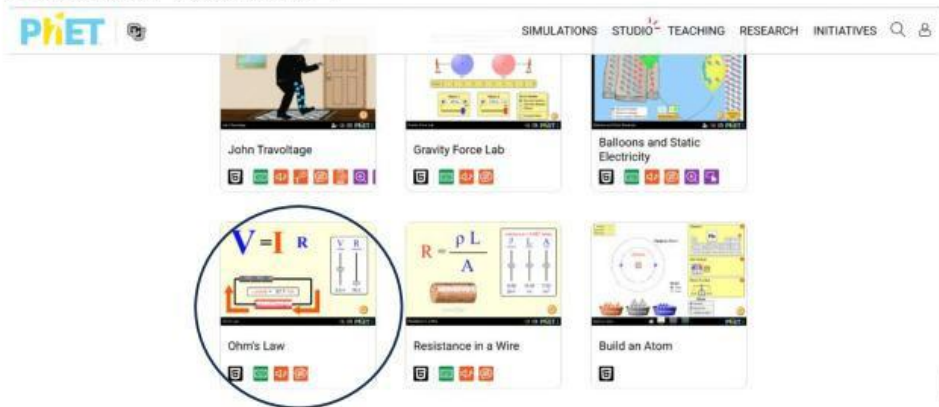 PhET
SIMULATIONS STUDIO TEACHING RESEARCH INITIATIVES
John Travoltage
Gravity Force Lab
Balloons and Static
Electricity
V = I R
V R
R = ρ L
A
ρ L A
Ohm's Law
Resistance in a Wire
Build an Atom